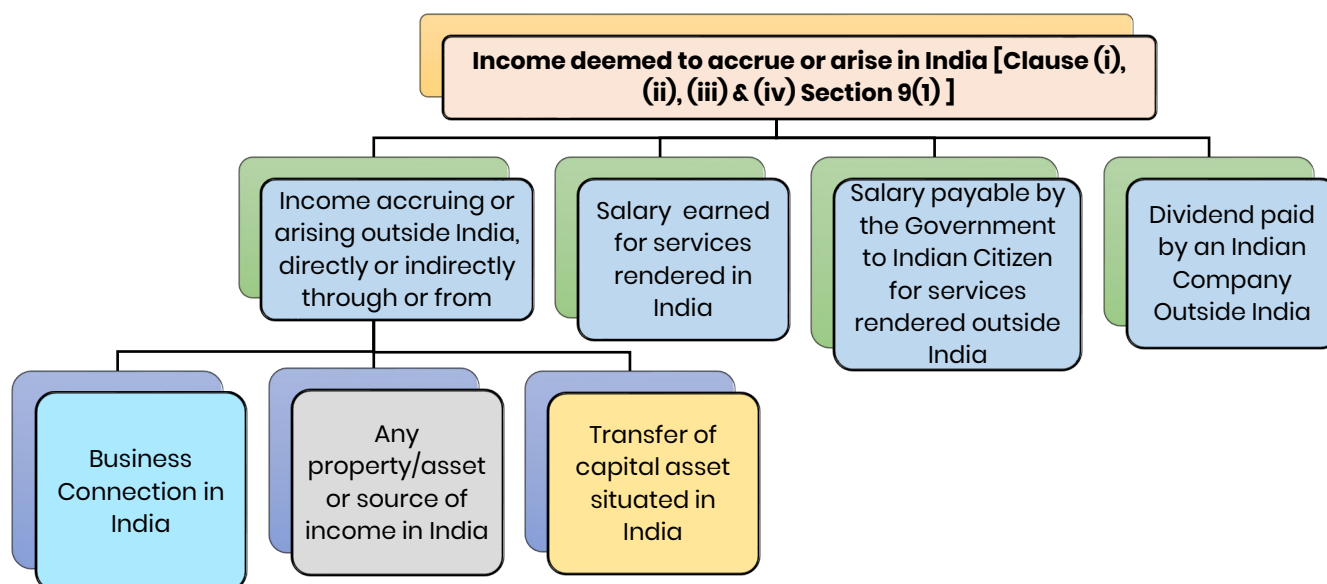 Income deemed to accrue or arise in India [Clause (i),
(ii), (iii) & (iv) Section 9(1) ]
Income accruing or
arising outside India,
directly or indirectly
through or from
Salary earned
for services
rendered in
India
Salary payable by
the Government
to Indian Citizen
for services
rendered outside
India
Dividend paid
by an Indian
Company
Outside India
Business
Connection in
India
Any
property/asset
or source of
income in India
Transfer of
capital asset
situated in
India